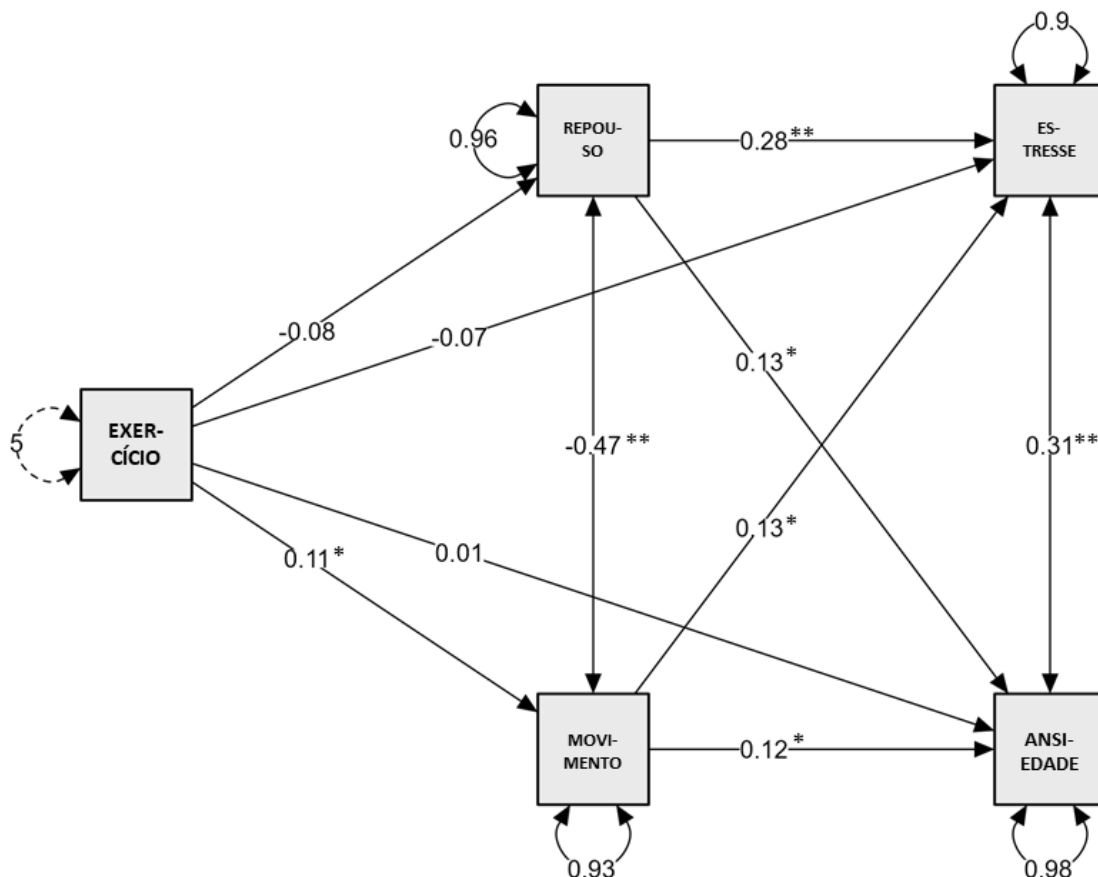 0.9
REPOU-
SO
0.96
0.28**
ES-
TRESSE
-0.08
-0.07
0.13*
EXER-
CÍCIO
5
-0.47**
0.31**
0.13*
0.11*
0.01
MOVI-
MENTO
0.12*
ANSI-
EDADE
0.93
0.98